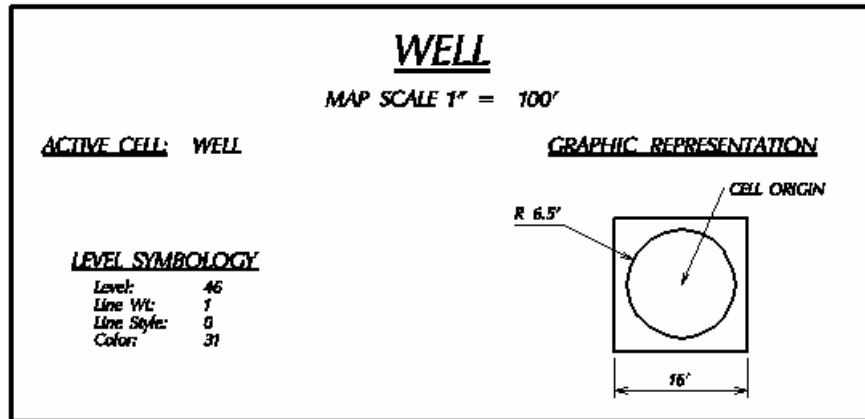 WELL
MAP SCALE 1" = 100'
ACTIVE CELL: WELL
GRAPHIC REPRESENTATION
CELL ORIGIN
R 6.5'
LEVEL SYMBOLOGY
Level: 46
Line Wt: 1
Line Style: 0
Color: 31
16'